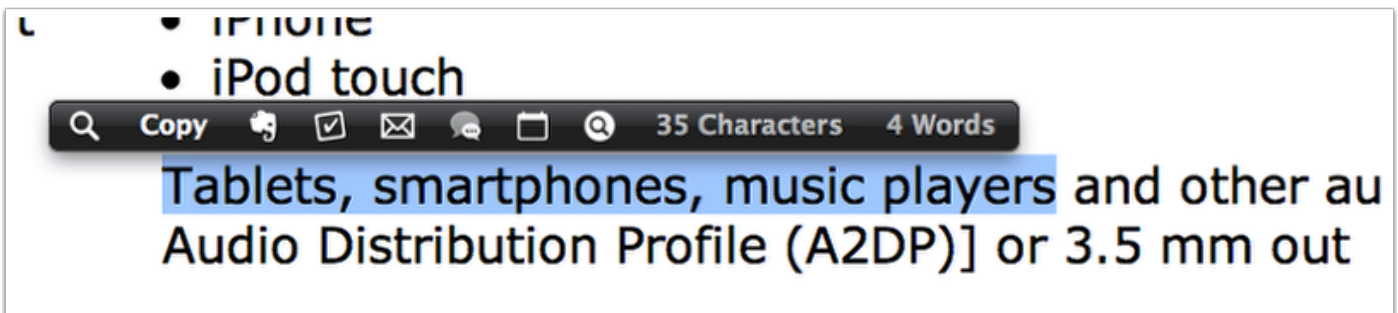 t
• iPhone
• iPod touch
Copy 35 Characters 4 Words
Tablets, smartphones, music players and other au
Audio Distribution Profile (A2DP)] or 3.5 mm out